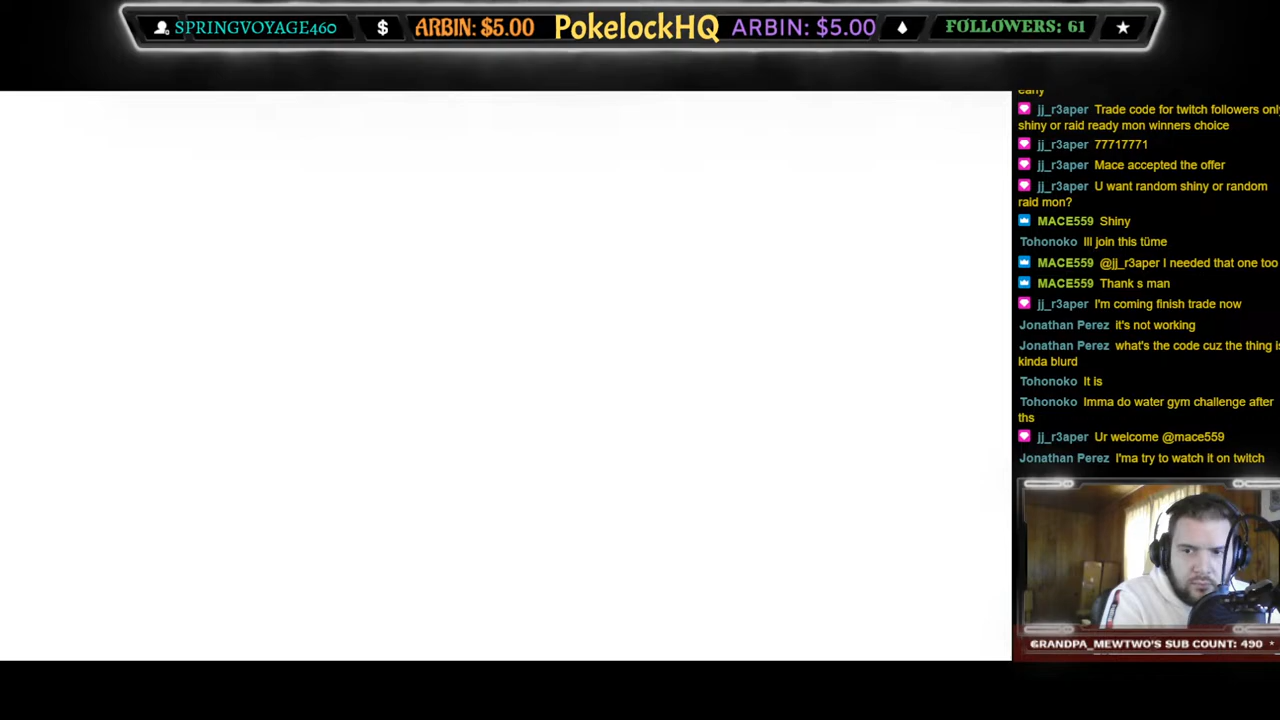 SPRINGVOYAGE460 $ ARBIN: $5.00 PokelockHQ ARBIN: $5.00 FOLLOWERS: 61
early
jj_r3aper Trade code for twitch followers only
shiny or raid ready mon winners choice
jj_r3aper 77717771
jj_r3aper Mace accepted the offer
jj_r3aper U want random shiny or random
raid mon?
MACE559 Shiny
Tohonoko Ill join this tüme
MACE559 @jj_r3aper I needed that one too
MACE559 Thank s man
jj_r3aper I'm coming finish trade now
Jonathan Perez it's not working
Jonathan Perez what's the code cuz the thing is
kinda blurd
Tohonoko It is
Tohonoko Imma do water gym challenge after
ths
jj_r3aper Ur welcome @mace559
Jonathan Perez I'ma try to watch it on twitch
GRANDPA_MEWTWO'S SUB COUNT: 490 *